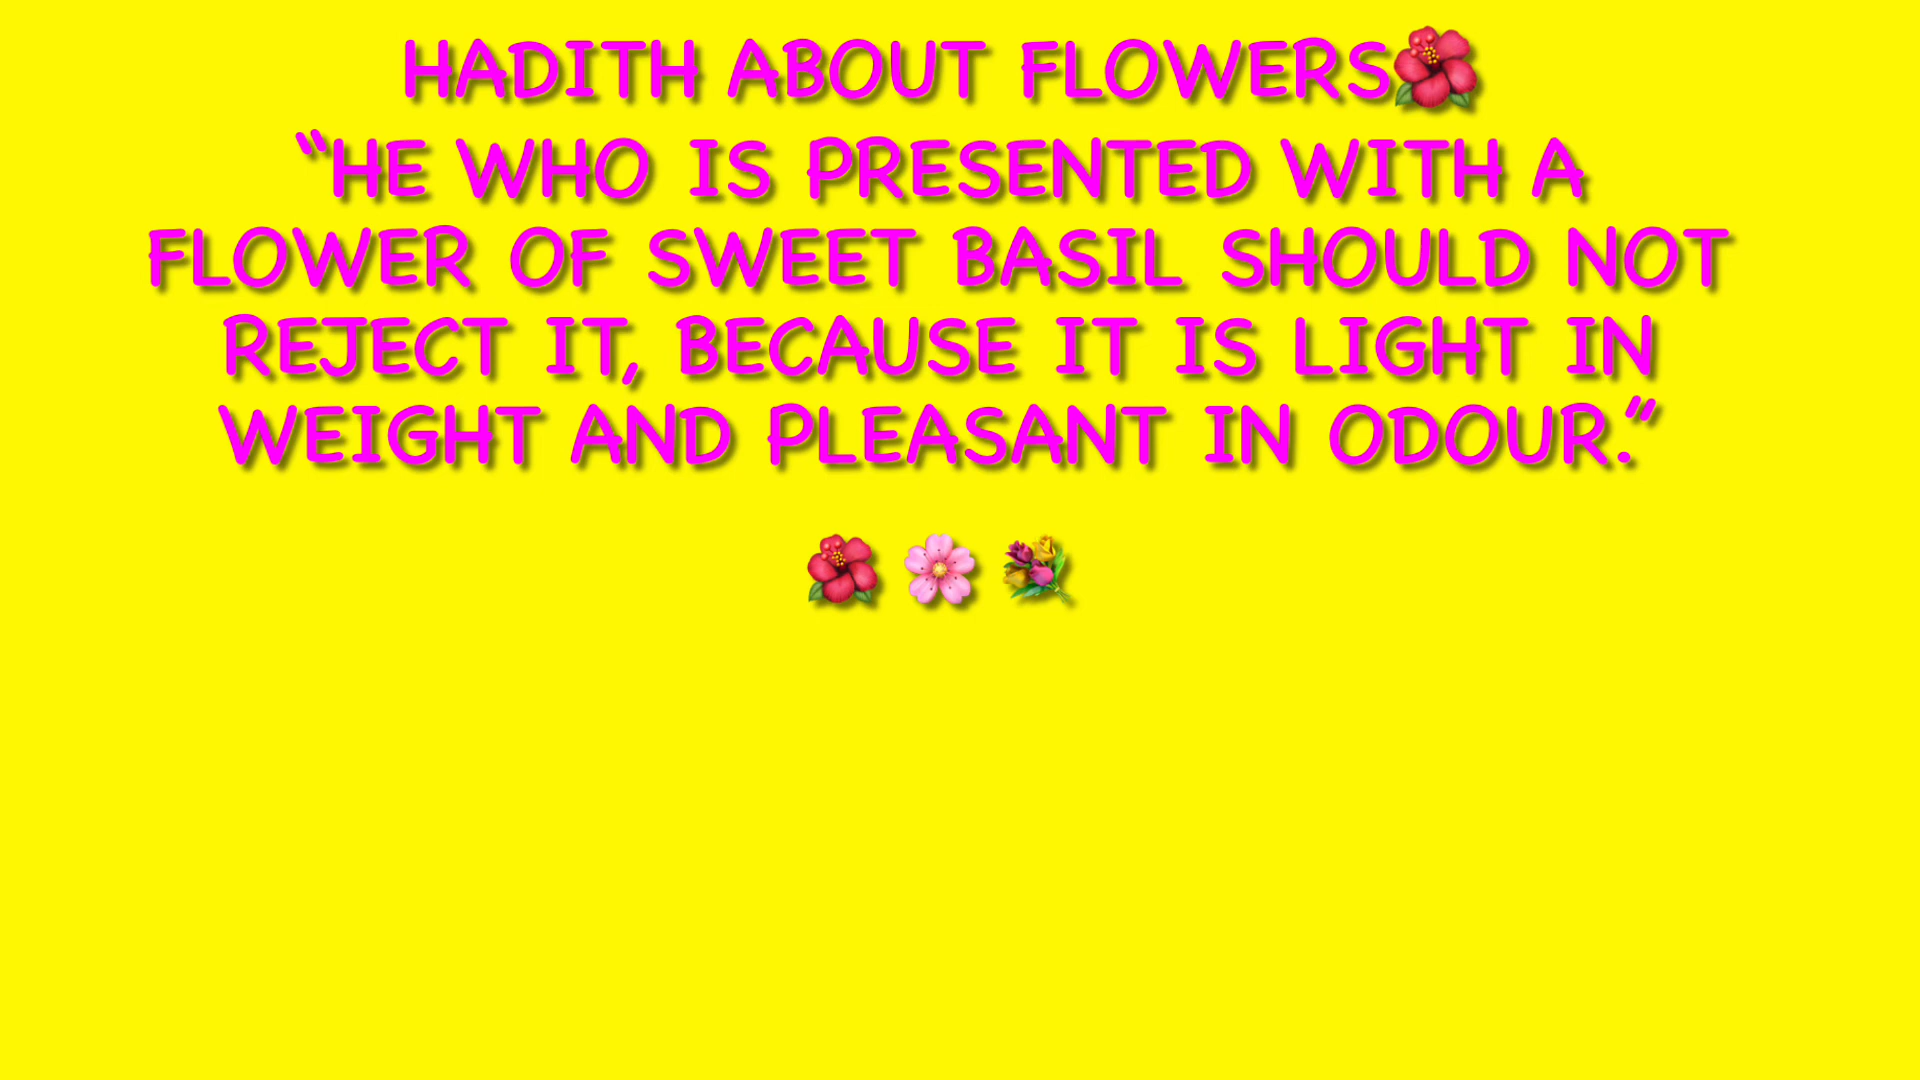 HADITH ABOUT FLOWERS🌺
“HE WHO IS PRESENTED WITH A
FLOWER OF SWEET BASIL SHOULD NOT
REJECT IT, BECAUSE IT IS LIGHT IN
WEIGHT AND PLEASANT IN ODOUR.”
🌺 🌸 💐